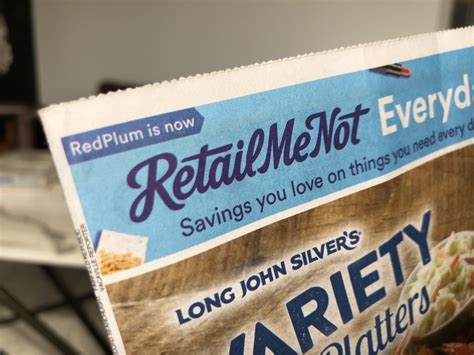 RedPlum is now
RetailMeNot Everyd
Savings you love on things you need every d
LONG JOHN SILVER'S
VARIETY
Platters